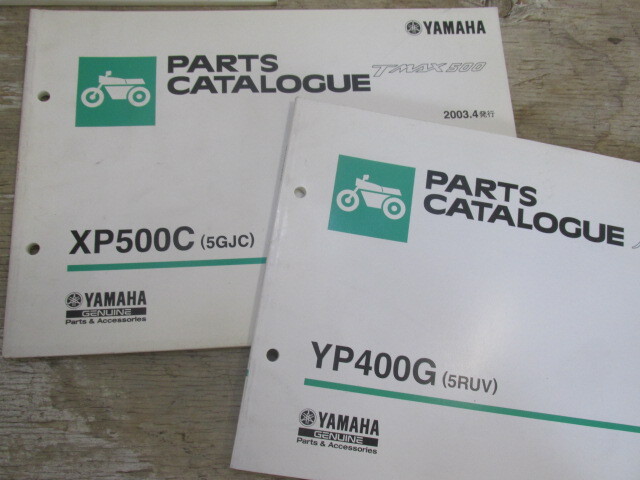 YAMAHA
PARTS
CATALOGUE
TMAX 500
2003.4発行
XP500C (5GJC)
YAMAHA
GENUINE
Parts & Accessories
PARTS
CATALOGUE
YP400G (5RUV)
YAMAHA
GENUINE
Parts & Accessories